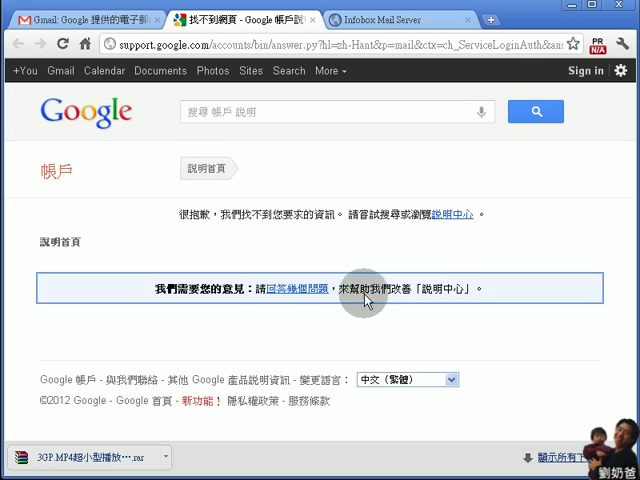 Gmail: Google 提供的電子郵
找不到網頁 - Google 帳戶說
Infobox Mail Server
support.google.com/accounts/bin/answer.py?hl=zh-Hant&p=mail&ctx=ch_ServiceLoginAuth&an
PR
N/A
+You Gmail Calendar Documents Photos Sites Search More Sign in
Google
搜尋 帳戶 說明
帳戶
說明首頁
很抱歉，我們找不到您要求的資訊。 請嘗試搜尋或瀏覽說明中心 。
說明首頁
我們需要您的意見：請回答幾個問題，來幫助我們改善「說明中心」。
Google 帳戶 - 與我們聯絡 - 其他 Google 產品說明資訊 - 變更語言： 中文（繁體）
©2012 Google - Google 首頁 - 新功能！ 隱私權政策 - 服務條款
3GP.MP4超小型播放….rar
顯示所有下
劉奶爸